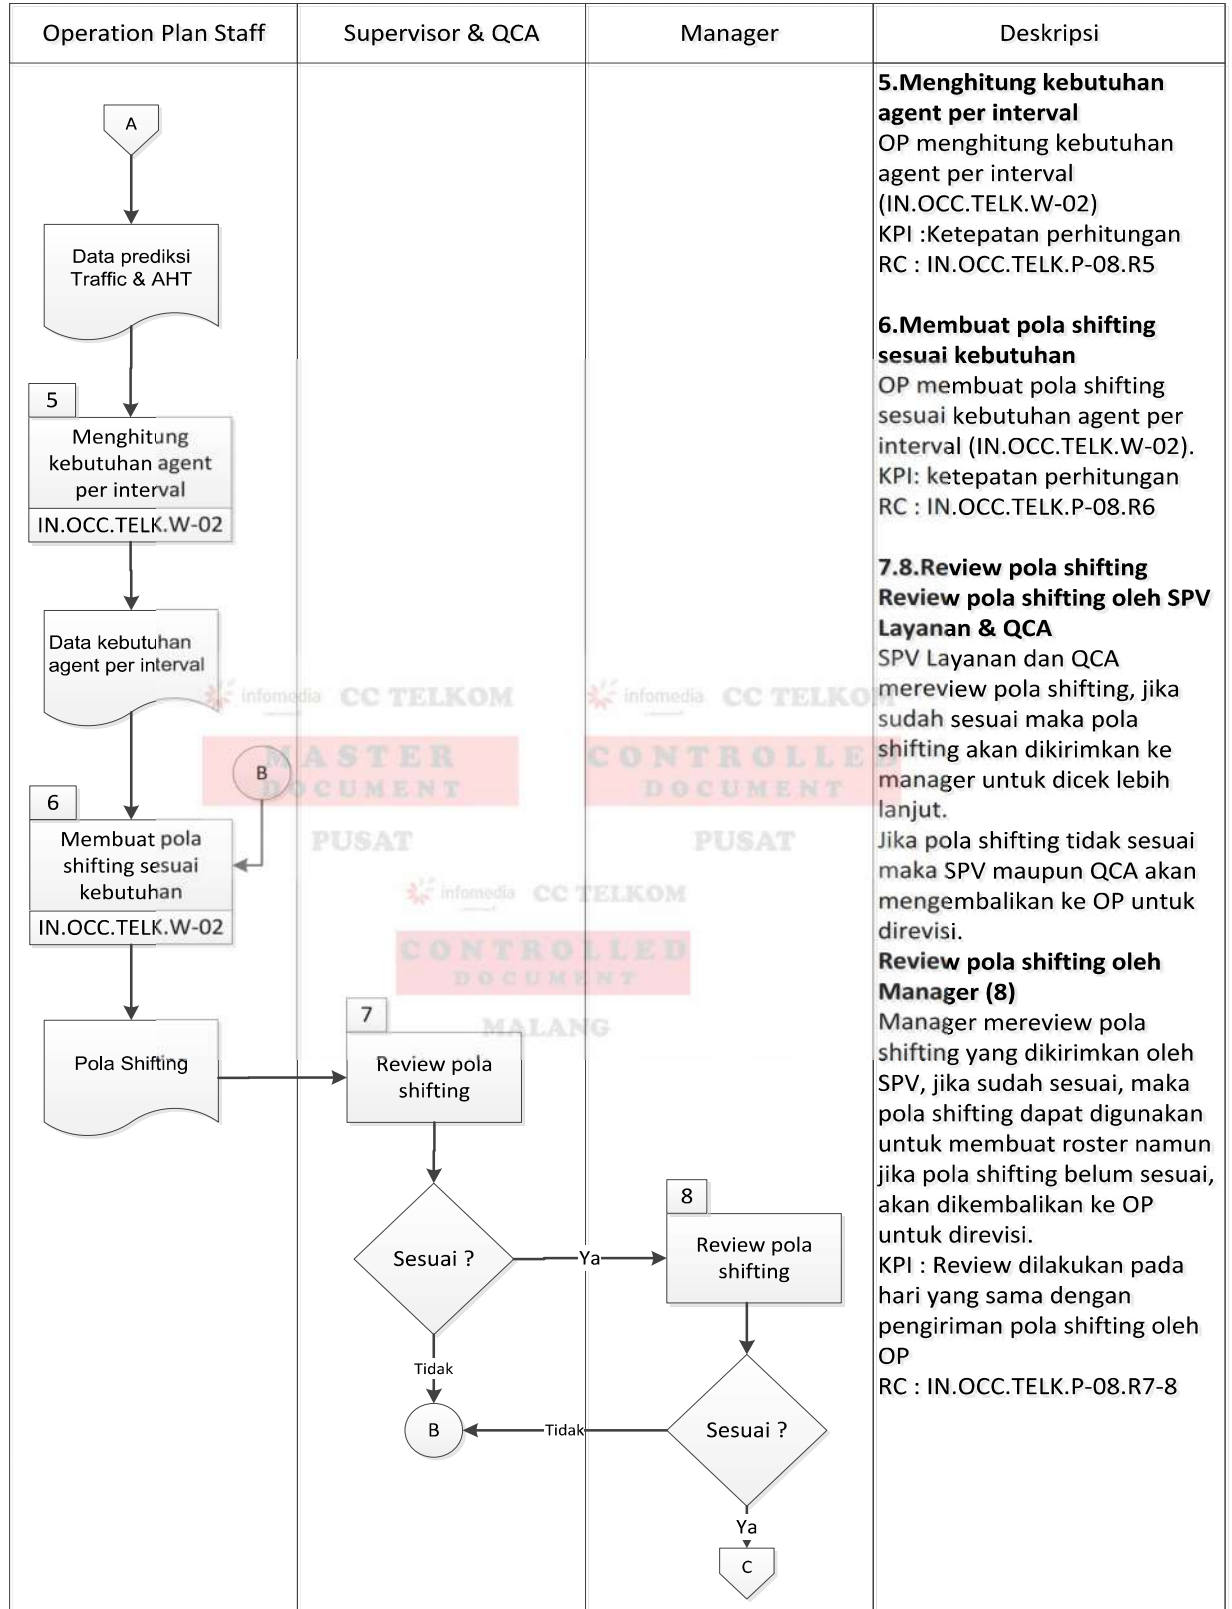 Operation Plan Staff
Supervisor & QCA
Manager
Deskripsi
A
Data prediksi
Traffic & AHT
5
Menghitung
kebutuhan agent
per interval
IN.OCC.TELK.W-02
Data kebutuhan
agent per interval
B
6
Membuat pola
shifting sesuai
kebutuhan
IN.OCC.TELK.W-02
Pola Shifting
7
Review pola
shifting
Sesuai ?
Ya
Tidak
B
8
Review pola
shifting
Sesuai ?
Tidak
Ya
C
5.Menghitung kebutuhan
agent per interval
OP menghitung kebutuhan
agent per interval
(IN.OCC.TELK.W-02)
KPI :Ketepatan perhitungan
RC : IN.OCC.TELK.P-08.R5
6.Membuat pola shifting
sesuai kebutuhan
OP membuat pola shifting
sesuai kebutuhan agent per
interval (IN.OCC.TELK.W-02).
KPI: ketepatan perhitungan
RC : IN.OCC.TELK.P-08.R6
7.8.Review pola shifting
Review pola shifting oleh SPV
Layanan & QCA
SPV Layanan dan QCA
mereview pola shifting, jika
sudah sesuai maka pola
shifting akan dikirimkan ke
manager untuk dicek lebih
lanjut.
Jika pola shifting tidak sesuai
maka SPV maupun QCA akan
mengembalikan ke OP untuk
direvisi.
Review pola shifting oleh
Manager (8)
Manager mereview pola
shifting yang dikirimkan oleh
SPV, jika sudah sesuai, maka
pola shifting dapat digunakan
untuk membuat roster namun
jika pola shifting belum sesuai,
akan dikembalikan ke OP
untuk direvisi.
KPI : Review dilakukan pada
hari yang sama dengan
pengiriman pola shifting oleh
OP
RC : IN.OCC.TELK.P-08.R7-8
infomedia CC TELKOM
MASTER
DOCUMENT
PUSAT
infomedia CC TELKOM
CONTROLLED
DOCUMENT
PUSAT
infomedia CC TELKOM
CONTROLLED
DOCUMENT
MALANG